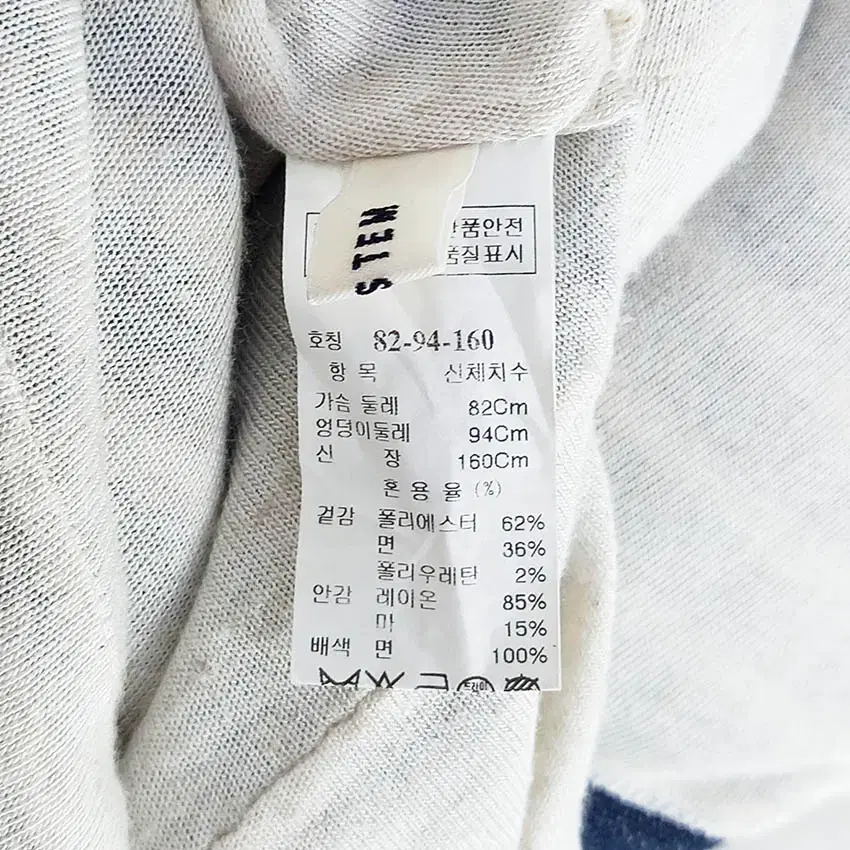 STEM
품안전
품질표시
호칭 82-94-160
항 목 신체치수
가슴 둘레 82Cm
엉덩이둘레 94Cm
신 장 160Cm
혼 용 율 (%)
겉감 폴리에스터 62%
면 36%
폴리우레탄 2%
안감 레이온 85%
마 15%
배색 면 100%